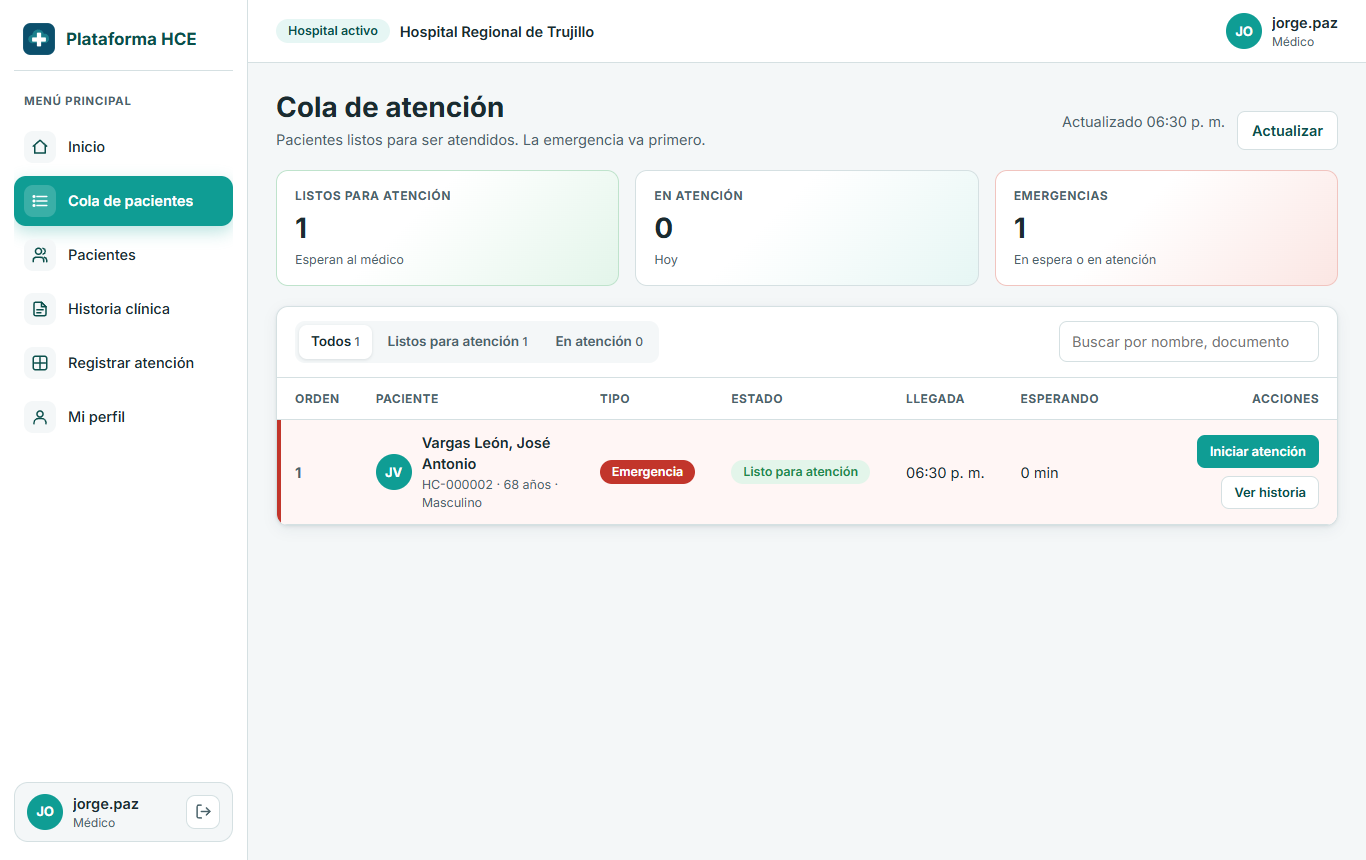 Plataforma HCE
MENÚ PRINCIPAL
Inicio
Cola de pacientes
Pacientes
Historia clínica
Registrar atención
Mi perfil
JO
jorge.paz
Médico
Hospital activo
Hospital Regional de Trujillo
JO
jorge.paz
Médico
Cola de atención
Pacientes listos para ser atendidos. La emergencia va primero.
Actualizado 06:30 p. m.
Actualizar
LISTOS PARA ATENCIÓN
1
Esperan al médico
EN ATENCIÓN
0
Hoy
EMERGENCIAS
1
En espera o en atención
Todos 1
Listos para atención 1
En atención 0
Buscar por nombre, documento
ORDEN PACIENTE TIPO ESTADO LLEGADA ESPERANDO ACCIONES
1
JV
Vargas León, José
Antonio
HC-000002 · 68 años ·
Masculino
Emergencia
Listo para atención
06:30 p. m.
0 min
Iniciar atención
Ver historia